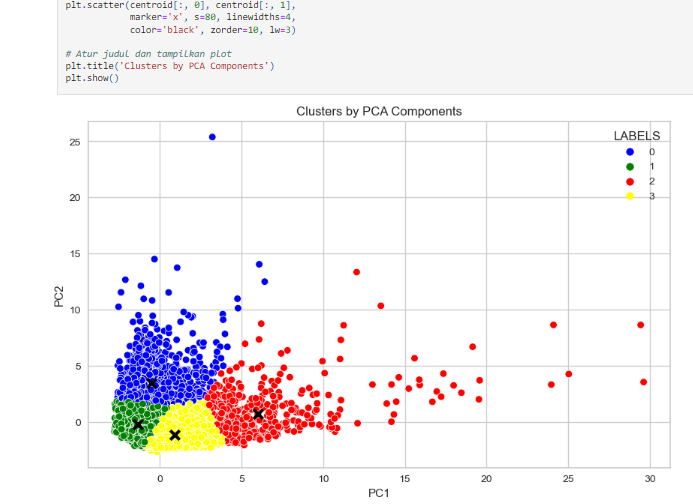 plt.scatter(centroid[:, 0], centroid[:, 1],
marker='x', s=80, linewidths=4,
color='black', zorder=10, lw=3)
# Atur judul dan tampilkan plot
plt.title('Clusters by PCA Components')
plt.show()
Clusters by PCA Components
LABELS
0
1
2
3
25
20
15
10
5
0
PC2
0 5 10 15 20 25 30
PC1